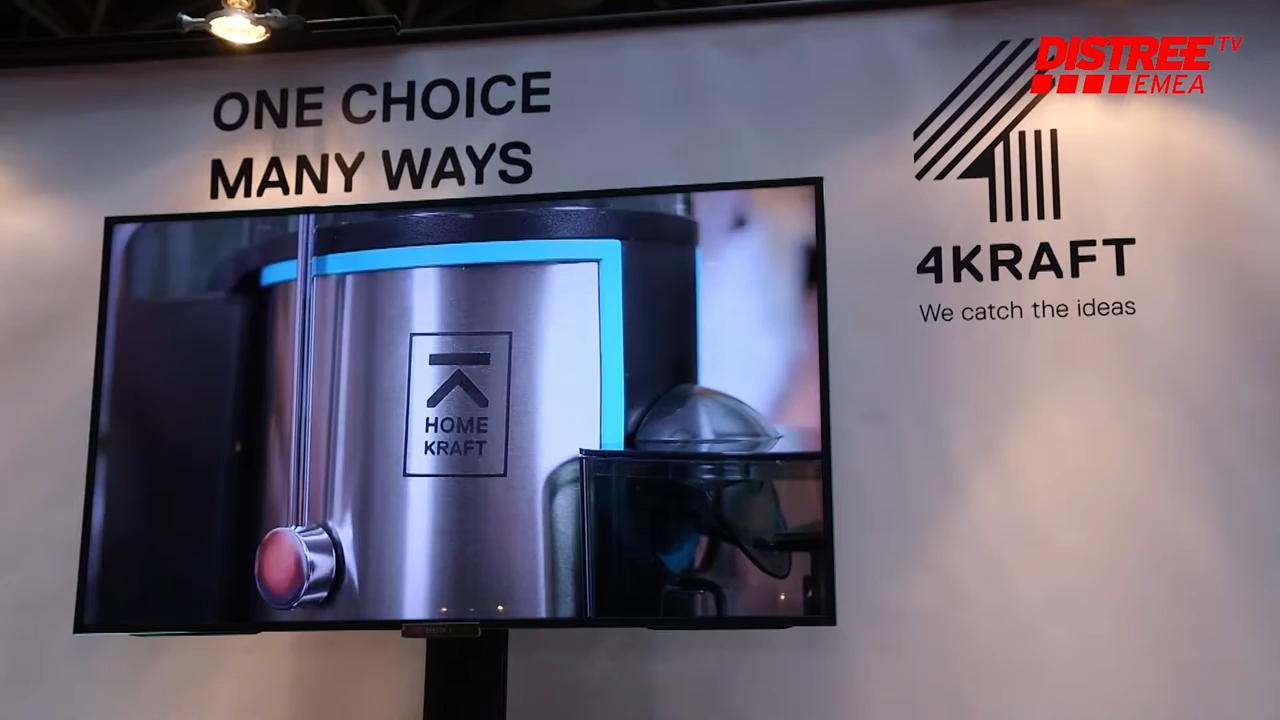 ONE CHOICE
MANY WAYS
DISTREE TV
EMEA
4KRAFT
We catch the ideas
HOME
KRAFT